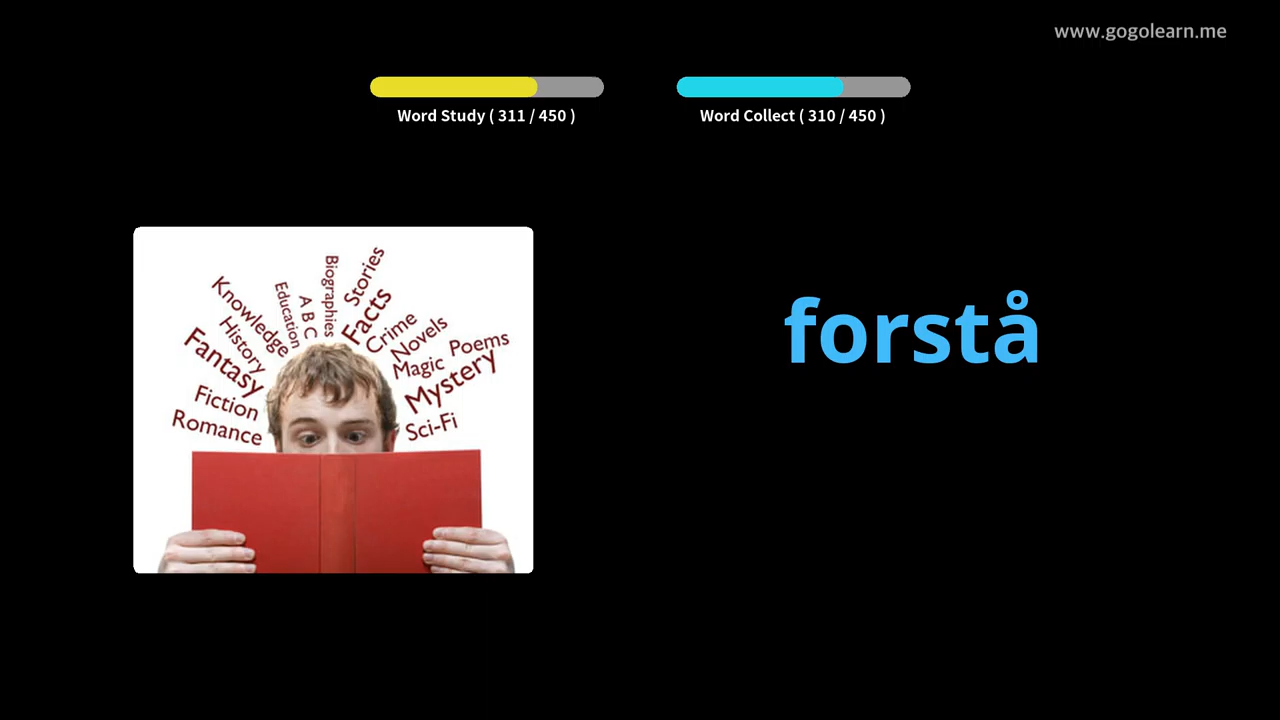 www.gogolearn.me
Word Study ( 311 / 450 )
Word Collect ( 310 / 450 )
Biographies
Stories
Education
A B C
Facts
Knowledge
History
Crime
Novels
Fantasy
Magic
Poems
Mystery
Fiction
Romance
Sci-Fi
forstå